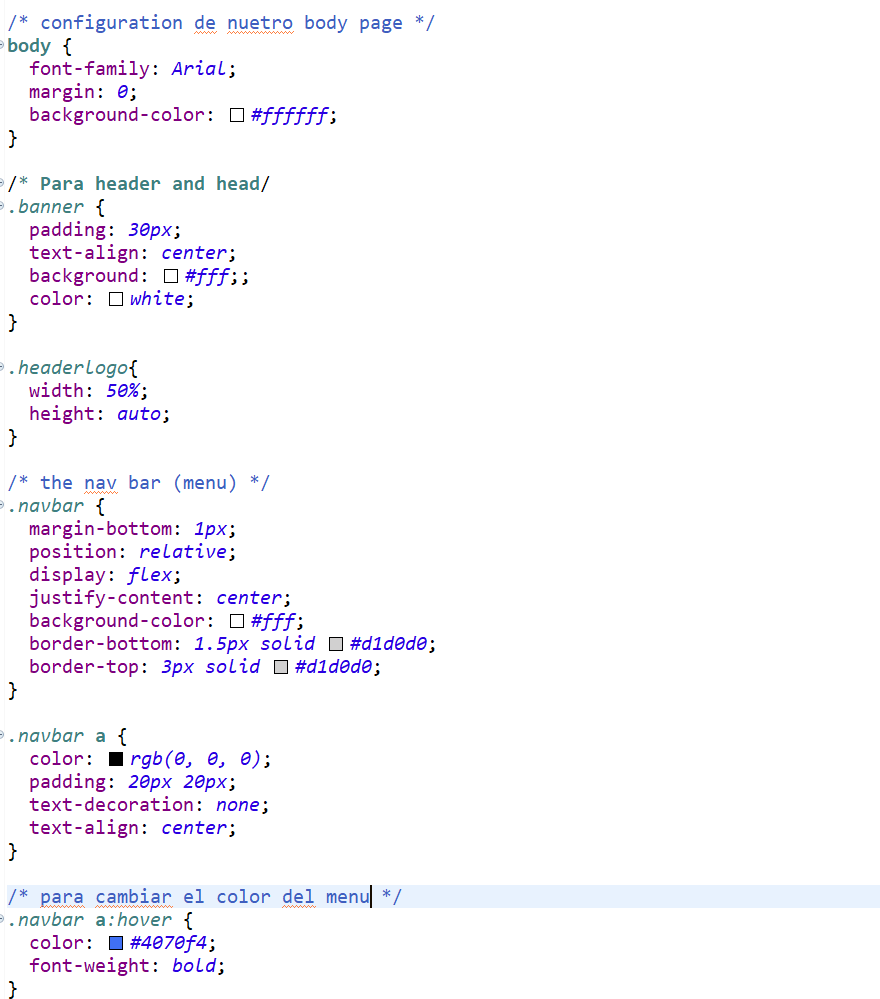 /* configuration de nuetro body page */
body {
  font-family: Arial;
  margin: 0;
  background-color: #ffffff;
}

/* Para header and head/
.banner {
  padding: 30px;
  text-align: center;
  background: #fff;;
  color: white;
}

.headerlogo{
  width: 50%;
  height: auto;
}

/* the nav bar (menu) */
.navbar {
  margin-bottom: 1px;
  position: relative;
  display: flex;
  justify-content: center;
  background-color: #fff;
  border-bottom: 1.5px solid #d1d0d0;
  border-top: 3px solid #d1d0d0;
}

.navbar a {
  color: rgb(0, 0, 0);
  padding: 20px 20px;
  text-decoration: none;
  text-align: center;
}

/* para cambiar el color del menu */
.navbar a:hover {
  color: #4070f4;
  font-weight: bold;
}